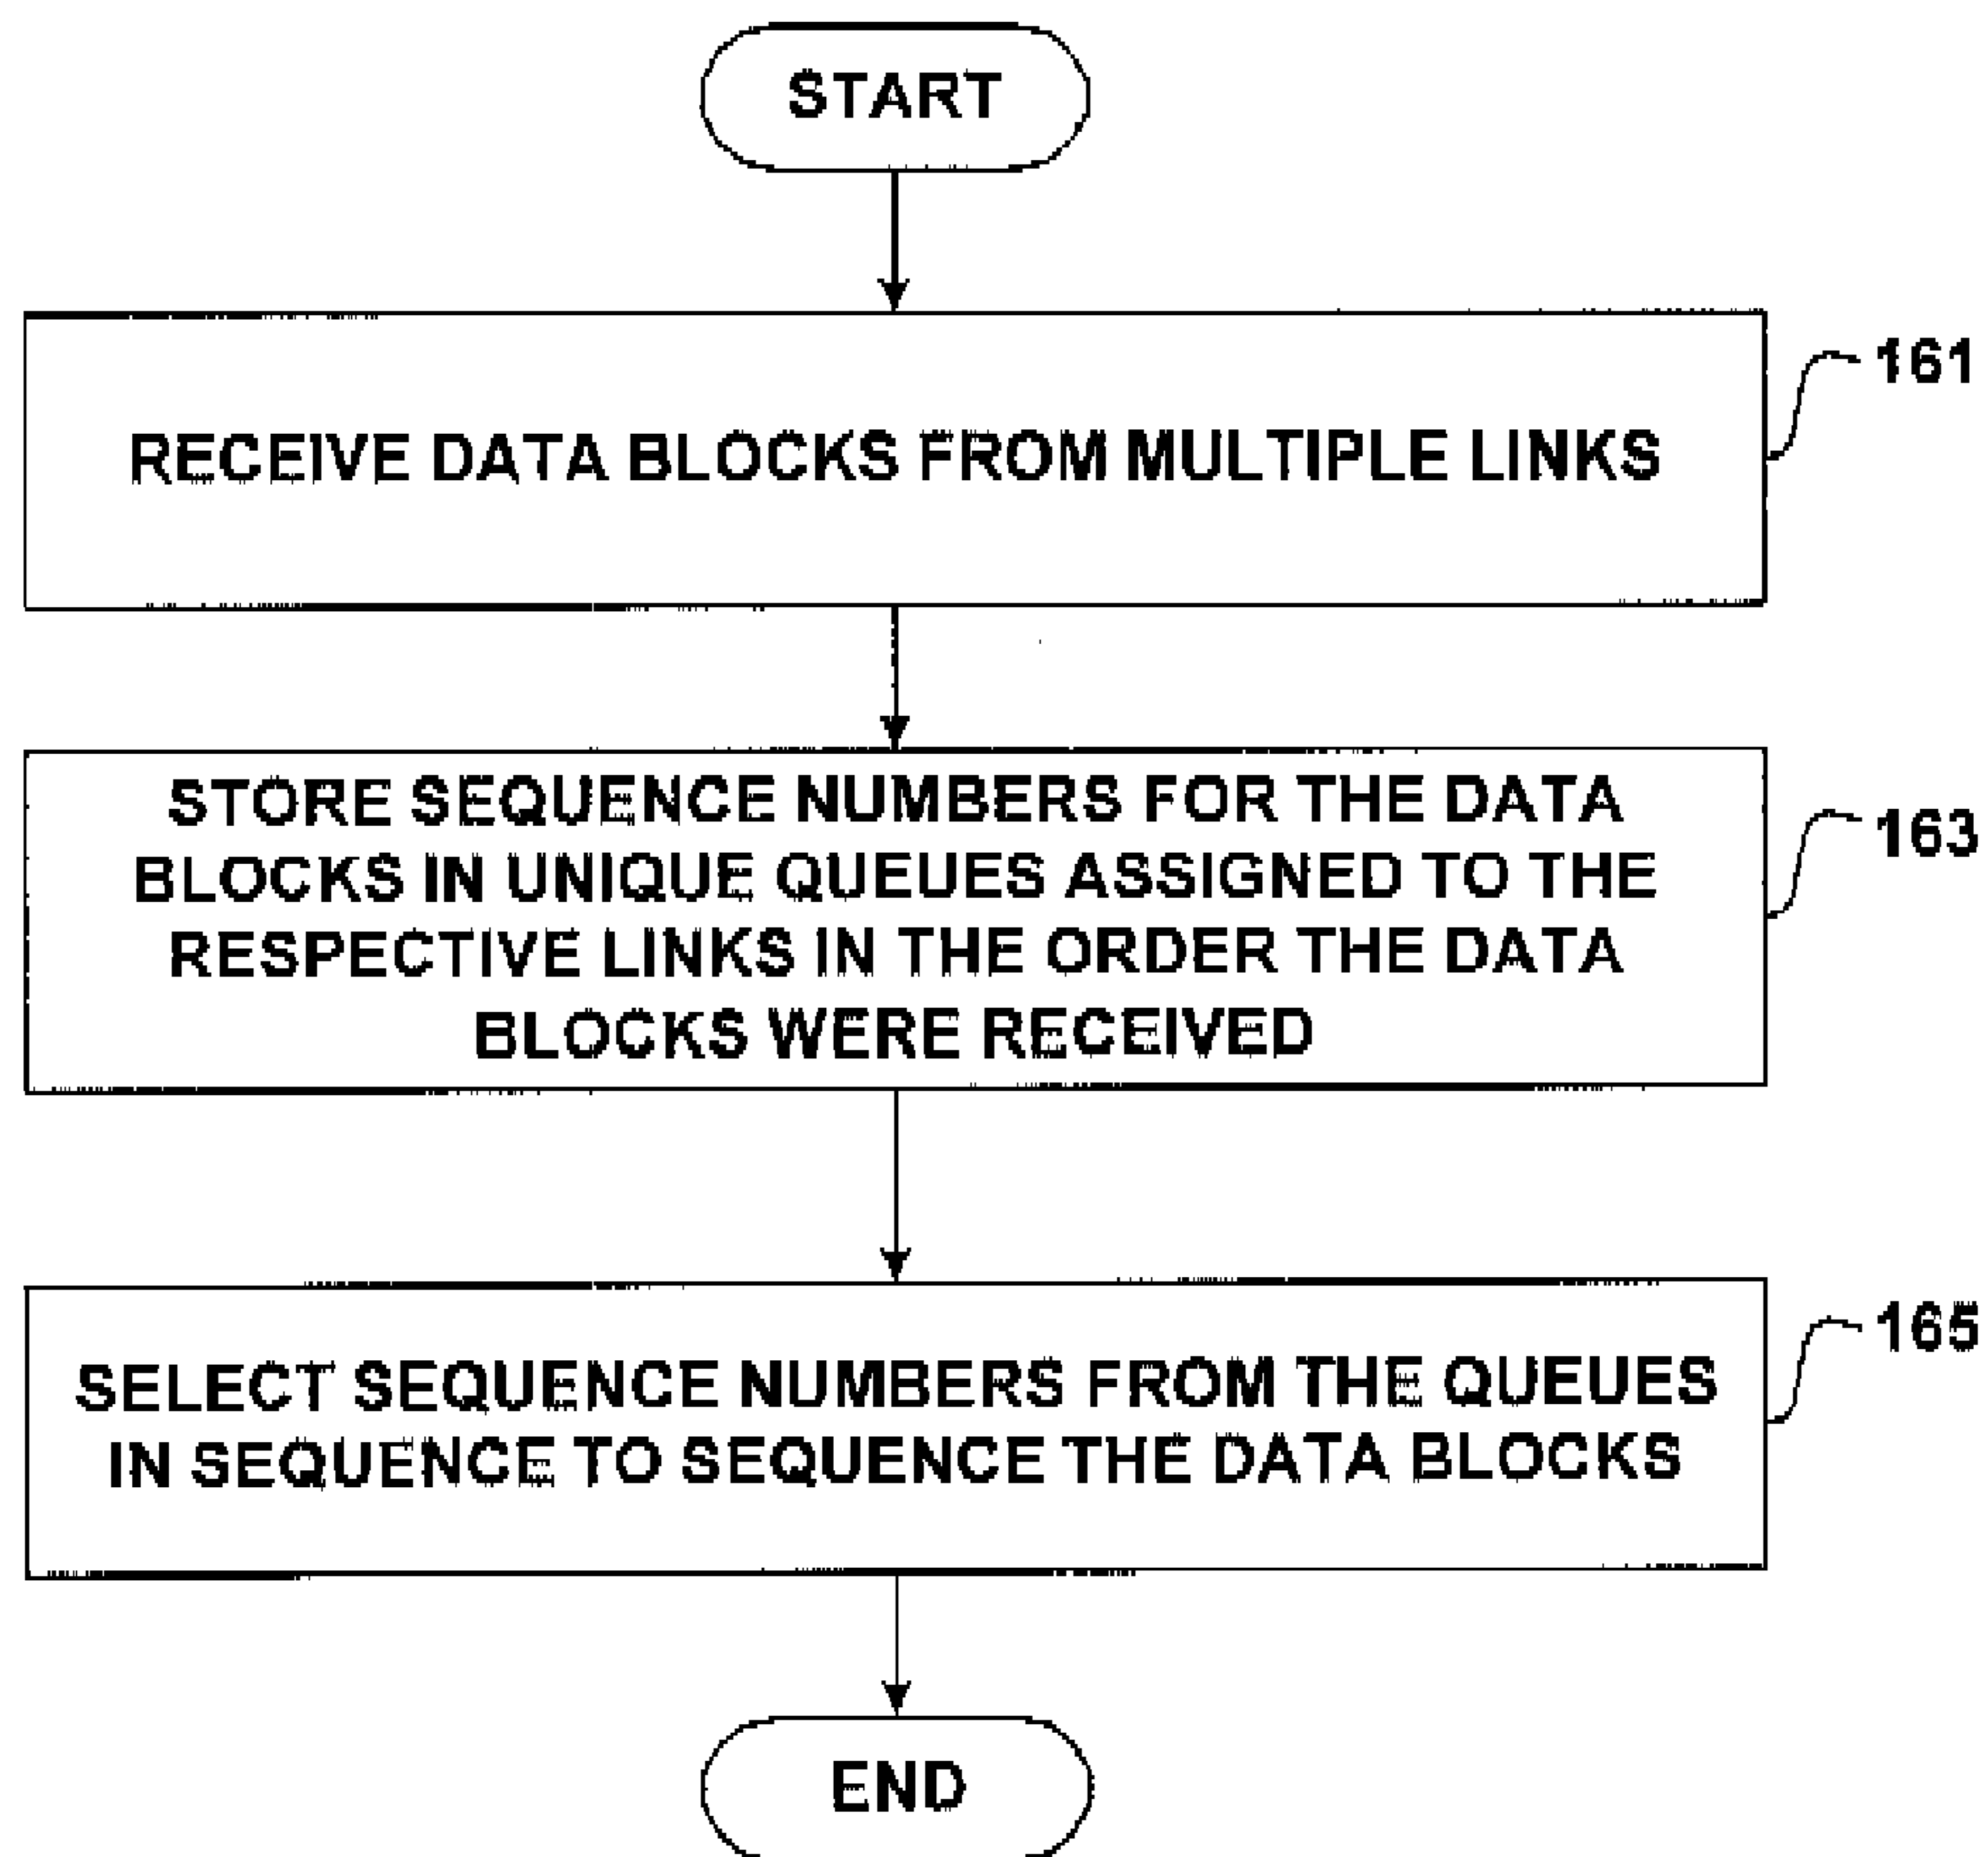 START
RECEIVE DATA BLOCKS FROM MULTIPLE LINKS
161
STORE SEQUENCE NUMBERS FOR THE DATA
BLOCKS IN UNIQUE QUEUES ASSIGNED TO THE
RESPECTIVE LINKS IN THE ORDER THE DATA
BLOCKS WERE RECEIVED
163
SELECT SEQUENCE NUMBERS FROM THE QUEUES
IN SEQUENCE TO SEQUENCE THE DATA BLOCKS
165
END